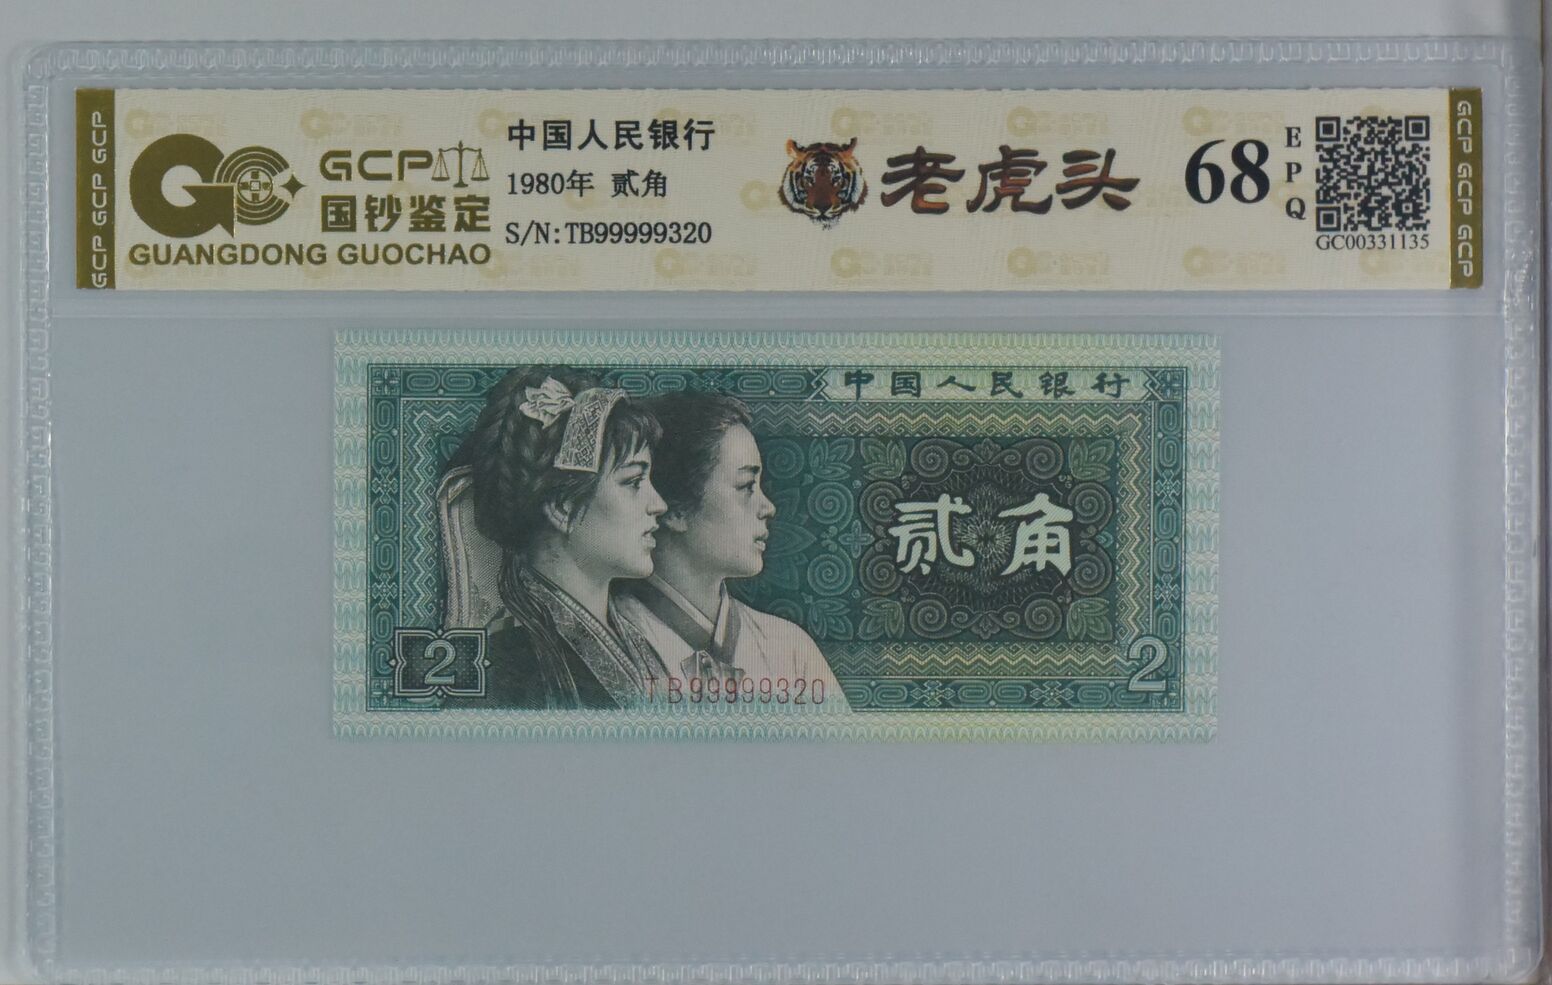 GCP GCP GCP
GCP
国钞鉴定
GUANGDONG GUOCHAO
中国人民银行
1980年 贰角
S/N:TB99999320
老虎头
68
EPQ
GC00331135
GCP GCP GCP
中国人民银行
贰角
2
2
TB99999320